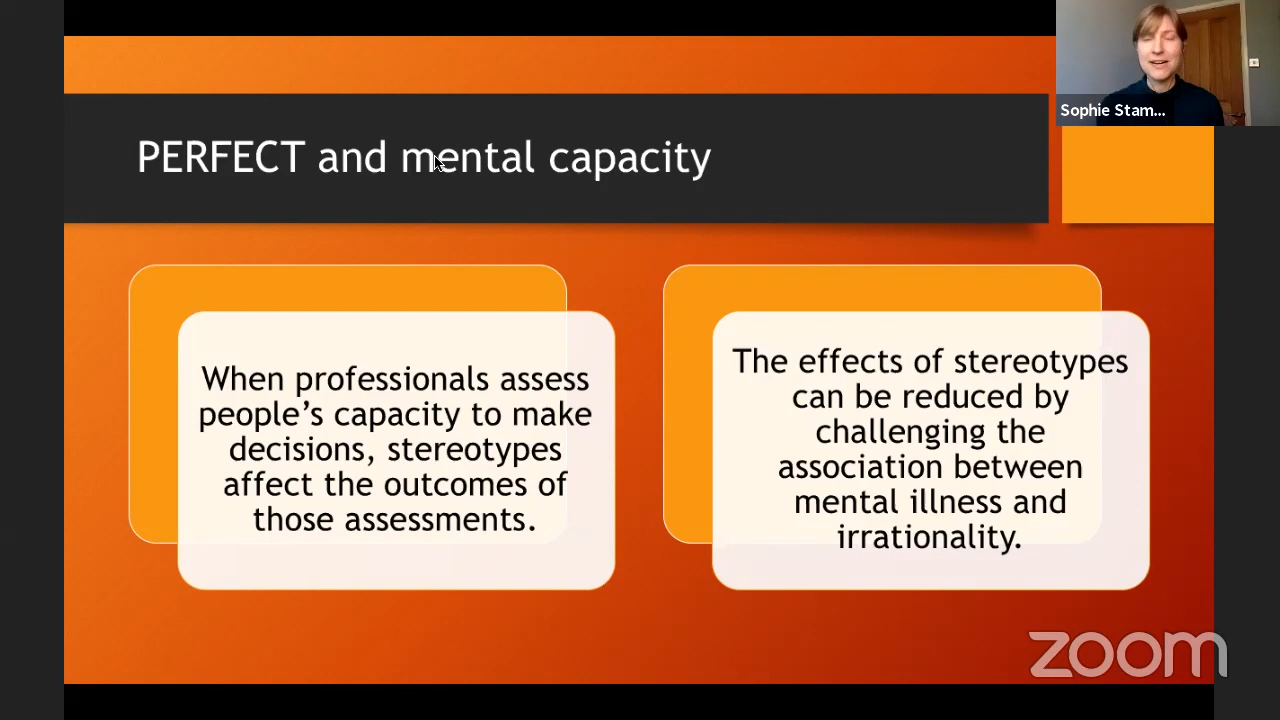 Sophie Stam...
PERFECT and mental capacity
When professionals assess
people’s capacity to make
decisions, stereotypes
affect the outcomes of
those assessments.
The effects of stereotypes
can be reduced by
challenging the
association between
mental illness and
irrationality.
zoom